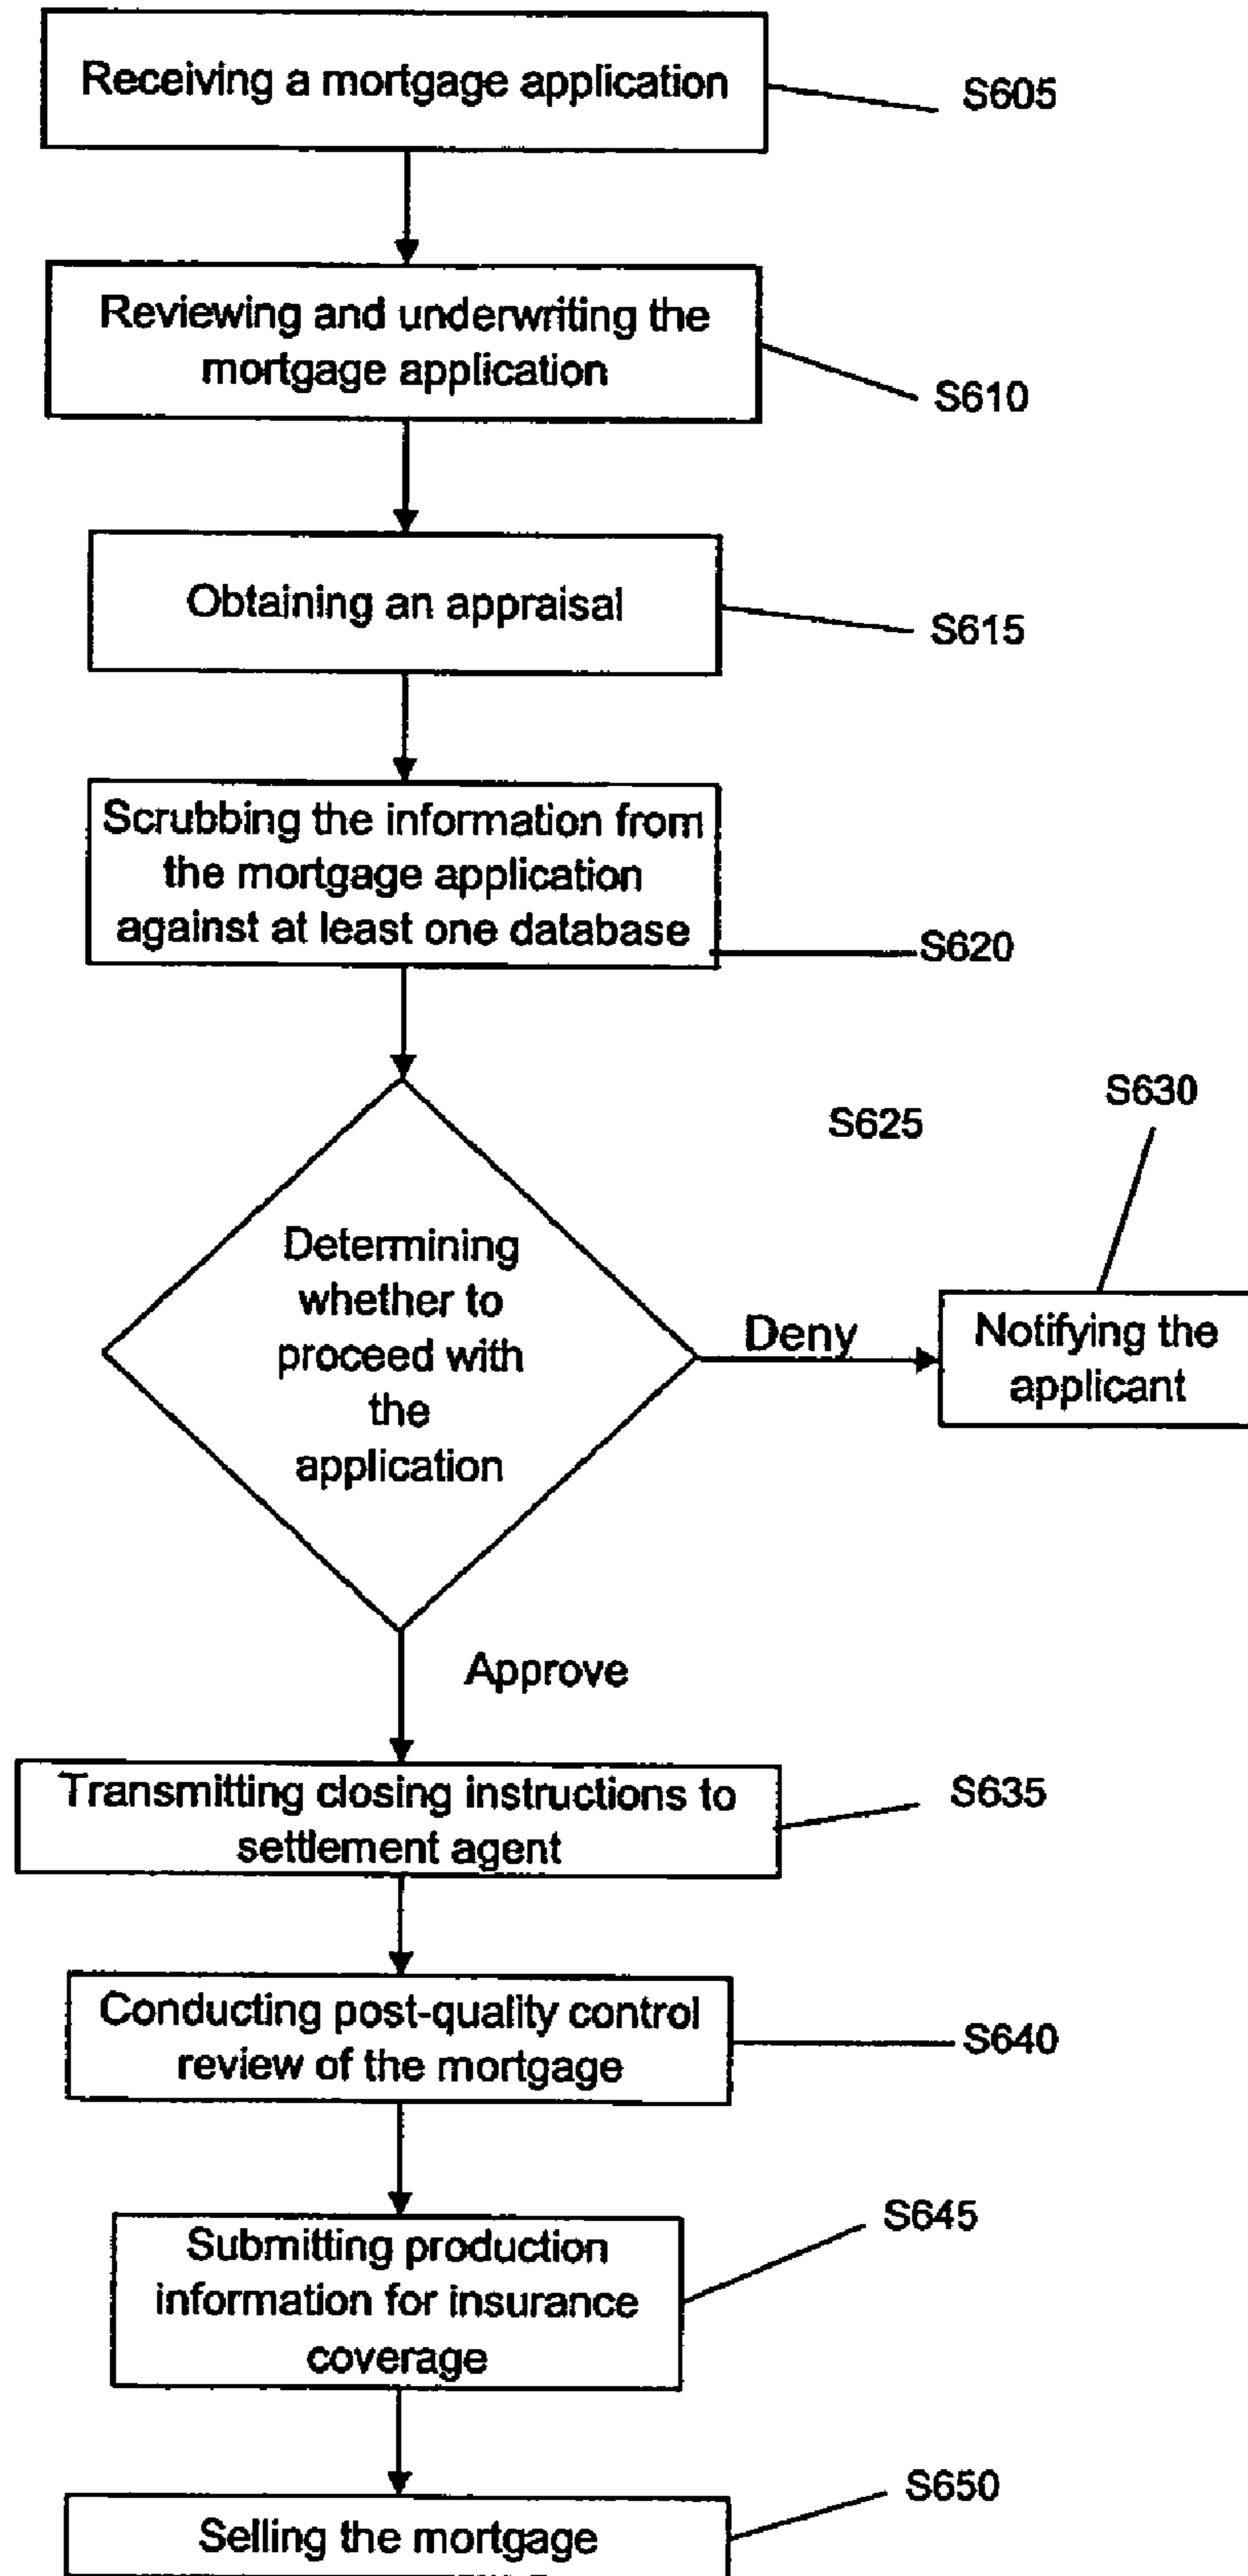 Receiving a mortgage application
S605
Reviewing and underwriting the
mortgage application
S610
Obtaining an appraisal
S615
Scrubbing the information from
the mortgage application
against at least one database
S620
S625
S630
Determining
whether to
proceed with
the
application
Deny
Notifying the
applicant
Approve
Transmitting closing instructions to
settlement agent
S635
Conducting post-quality control
review of the mortgage
S640
Submitting production
information for insurance
coverage
S645
Selling the mortgage
S650